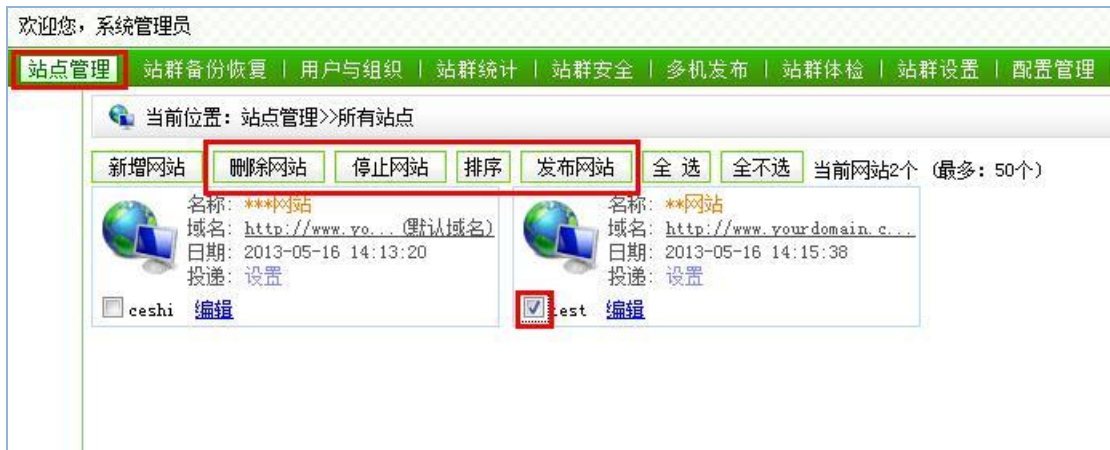 欢迎您，系统管理员
站点管理 站群备份恢复 | 用户与组织 | 站群统计 | 站群安全 | 多机发布 | 站群体检 | 站群设置 | 配置管理
当前位置：站点管理>>所有站点
新增网站 删除网站 停止网站 排序 发布网站 全 选 全不选 当前网站2个 （最多：50个）
名称：***网站
域名：http://www.yo...(默认域名)
日期：2013-05-16 14:13:20
投递：设置
ceshi 编辑
名称：**网站
域名：http://www.yourdomain.c...
日期：2013-05-16 14:15:38
投递：设置
test 编辑